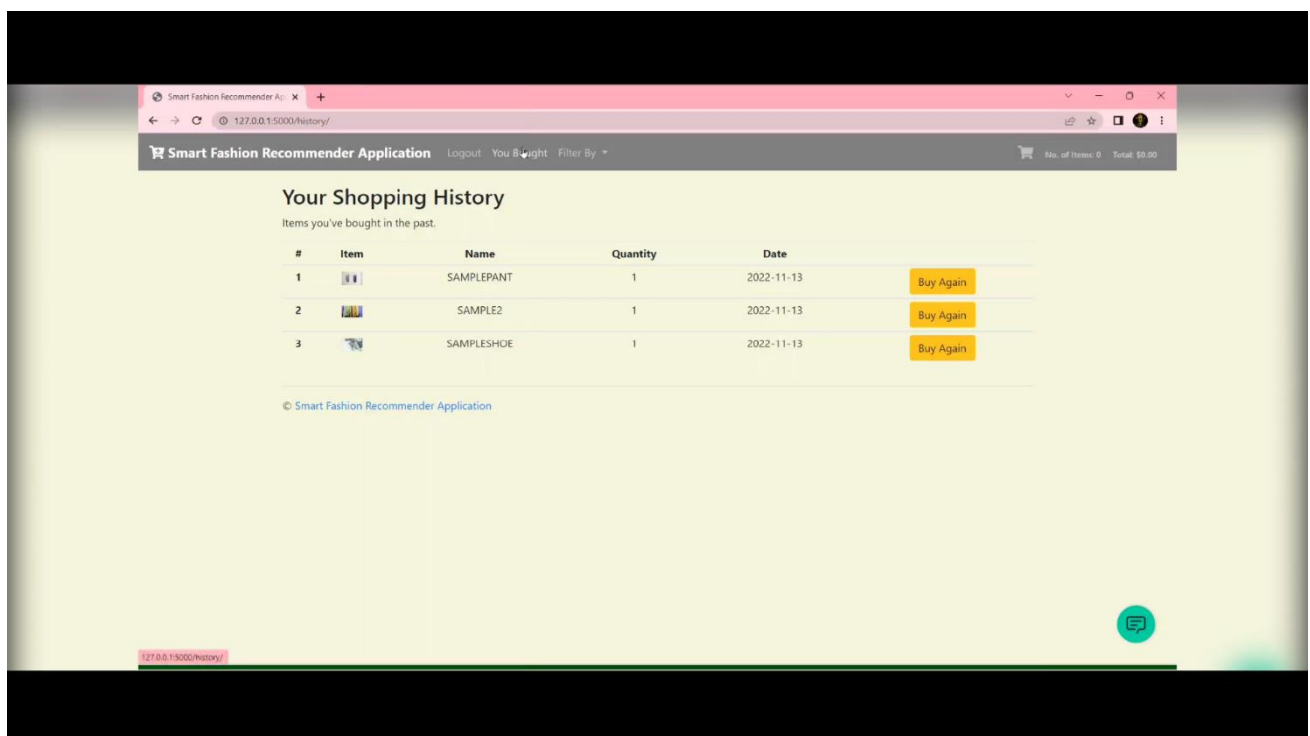 Smart Fashion Recommender Ap
127.0.0.1:5000/history/
Smart Fashion Recommender Application Logout You Bought Filter By No. of Items: 0 Total: $0.00
Your Shopping History
Items you've bought in the past.
# Item Name Quantity Date
1 SAMPLEPANT 1 2022-11-13 Buy Again
2 SAMPLE2 1 2022-11-13 Buy Again
3 SAMPLESHOE 1 2022-11-13 Buy Again
© Smart Fashion Recommender Application
127.0.0.1:5000/history/